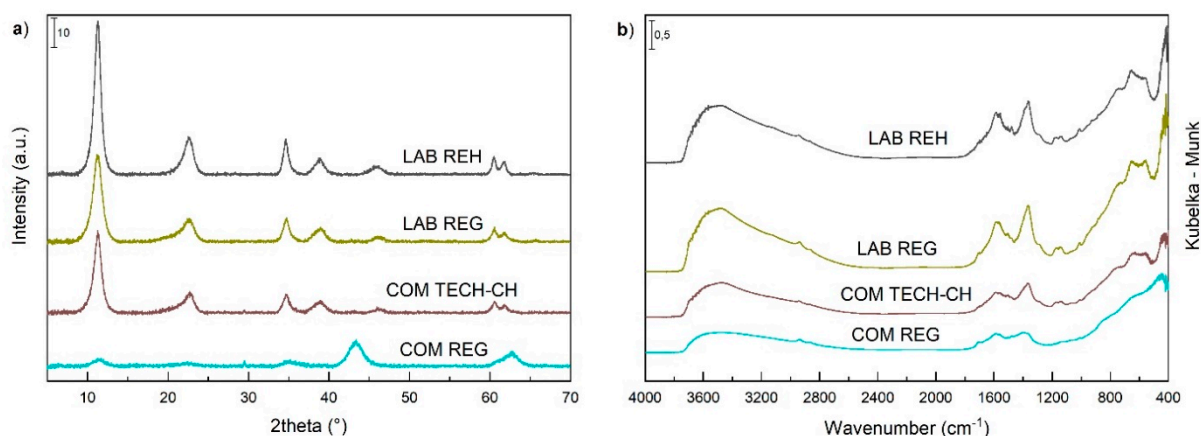 a)
10
LAB REH
LAB REG
COM TECH-CH
COM REG
Intensity (a.u.)
10 20 30 40 50 60 70
2theta (°)
b)
0,5
LAB REH
LAB REG
COM TECH-CH
COM REG
Kubelka - Munk
4000 3600 3200 2800 2400 2000 1600 1200 800 400
Wavenumber (cm⁻¹)